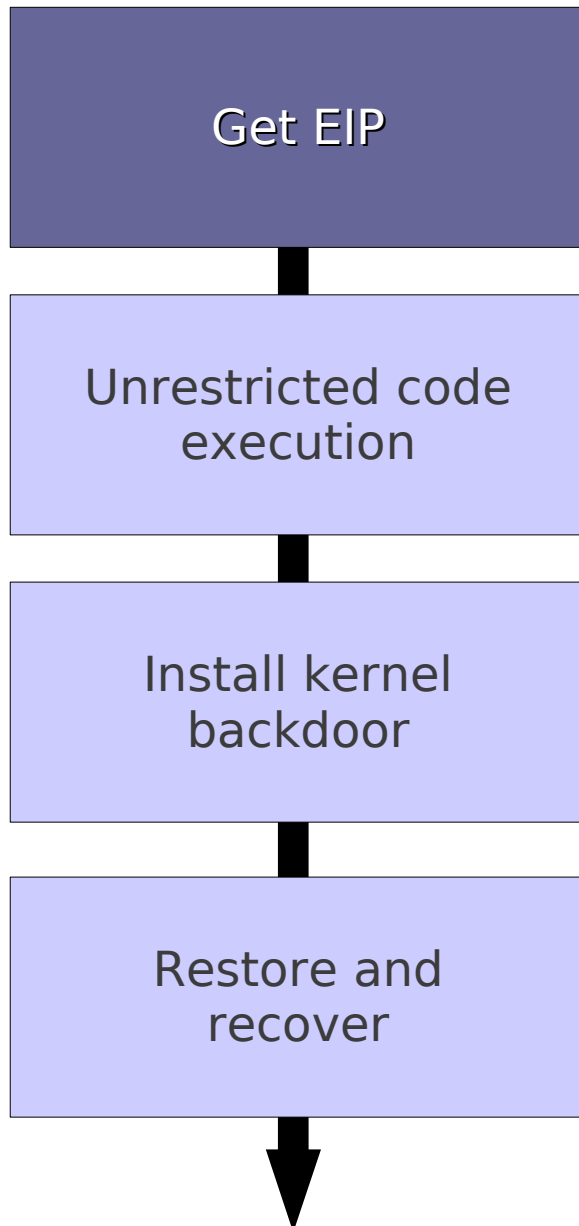 Get EIP
Unrestricted code
execution
Install kernel
backdoor
Restore and
recover